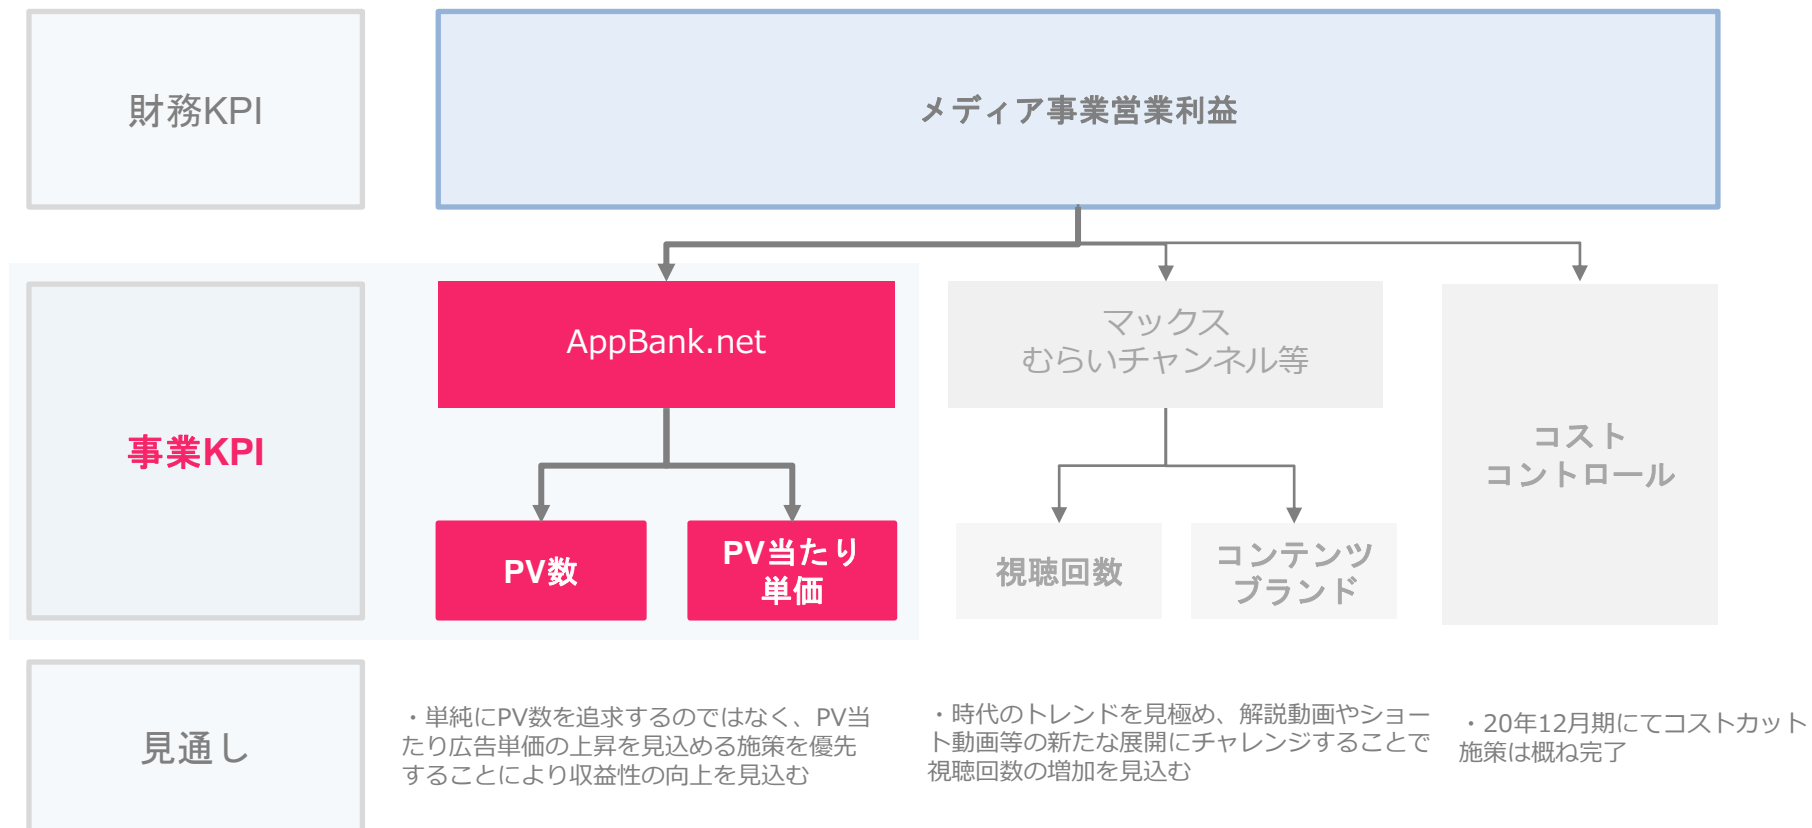 財務KPI
メディア事業営業利益
事業KPI
AppBank.net
マックス
むらいチャンネル等
コスト
コントロール
PV数
PV当たり
単価
視聴回数
コンテンツ
ブランド
見通し
・単純にPV数を追求するのではなく、PV当
たり広告単価の上昇を見込める施策を優先
することにより収益性の向上を見込む
・時代のトレンドを見極め、解説動画やショー
ト動画等の新たな展開にチャレンジすることで
視聴回数の増加を見込む
・20年12月期にてコストカット
施策は概ね完了